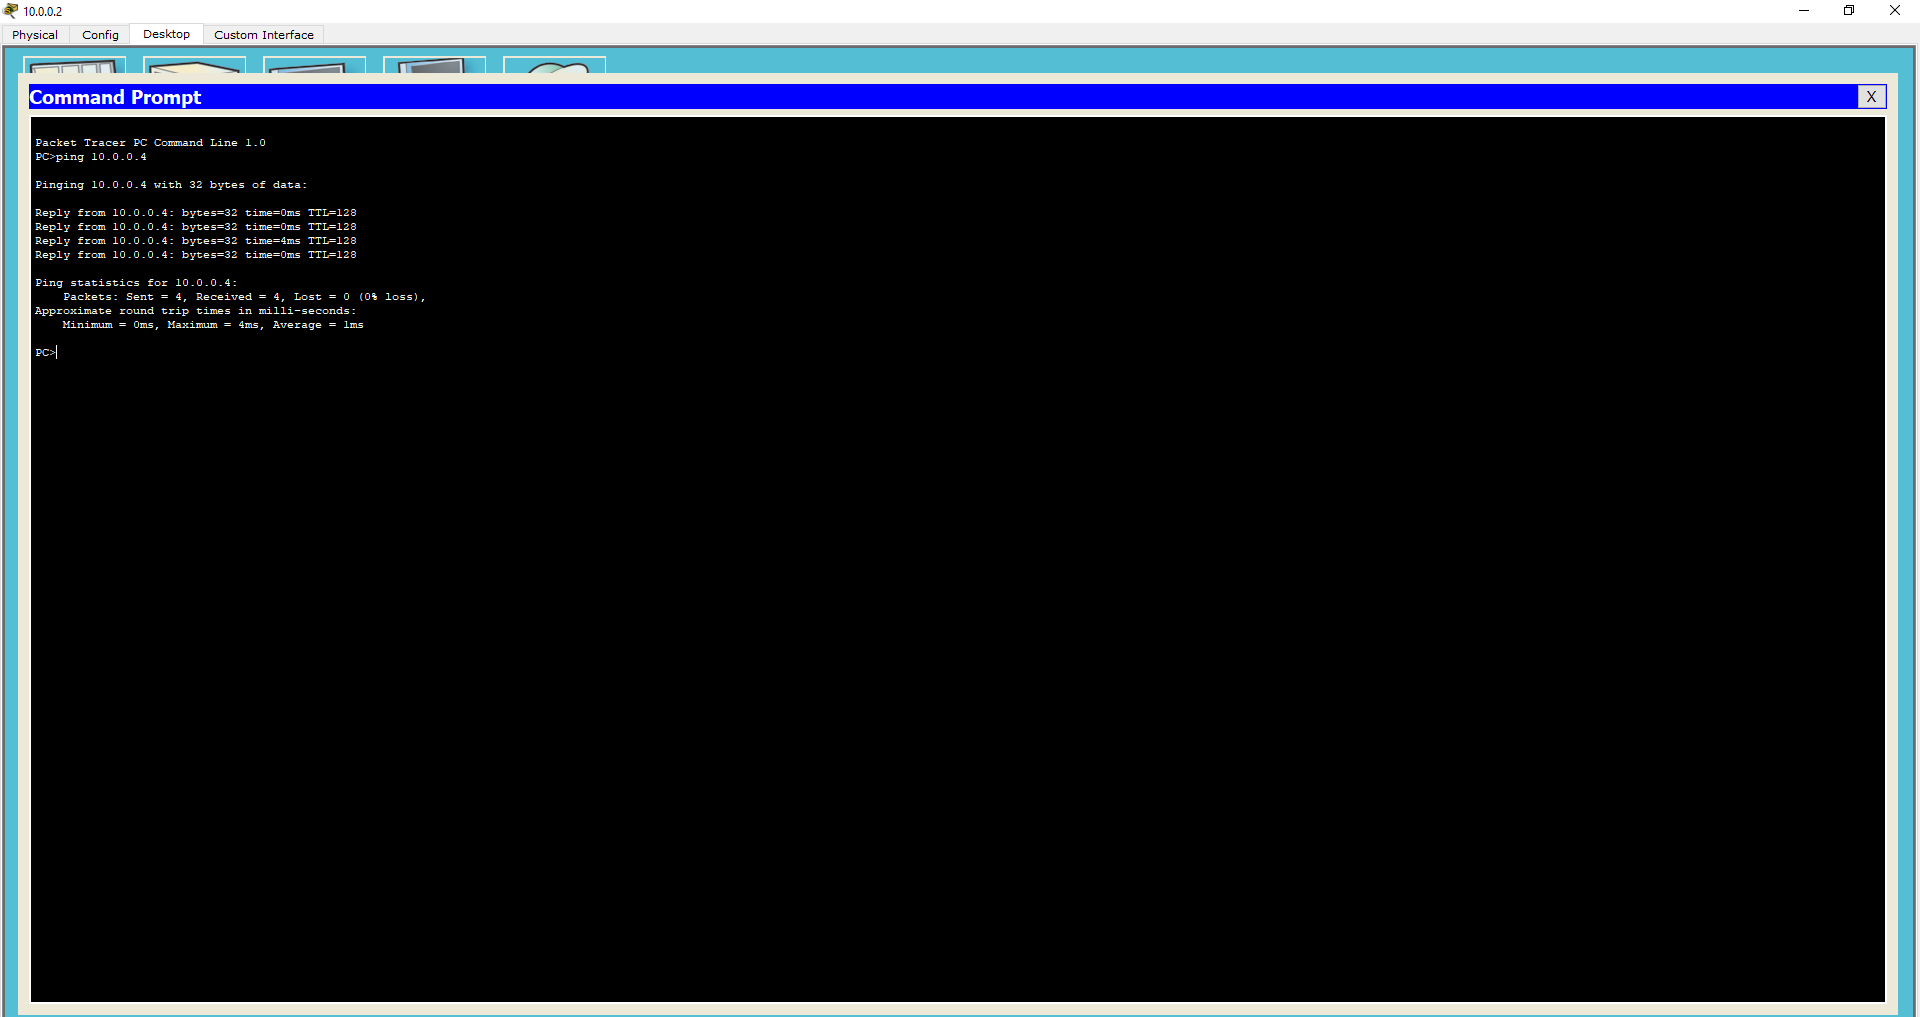 10.0.0.2
Physical Config Desktop Custom Interface
Command Prompt X
Packet Tracer PC Command Line 1.0
PC>ping 10.0.0.4
Pinging 10.0.0.4 with 32 bytes of data:
Reply from 10.0.0.4: bytes=32 time=0ms TTL=128
Reply from 10.0.0.4: bytes=32 time=0ms TTL=128
Reply from 10.0.0.4: bytes=32 time=4ms TTL=128
Reply from 10.0.0.4: bytes=32 time=0ms TTL=128
Ping statistics for 10.0.0.4:
Packets: Sent = 4, Received = 4, Lost = 0 (0% loss),
Approximate round trip times in milli-seconds:
Minimum = 0ms, Maximum = 4ms, Average = 1ms
PC>